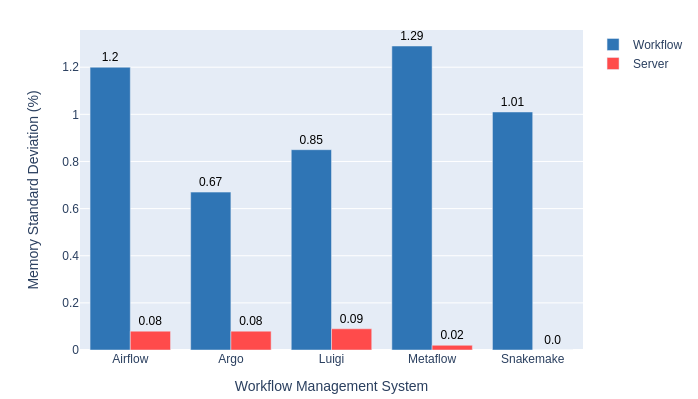 Memory Standard Deviation (%)
1.2
1
0.8
0.6
0.4
0.2
0
1.2
0.08
0.67
0.08
0.85
0.09
1.29
0.02
1.01
0.0
Airflow
Argo
Luigi
Metaflow
Snakemake
Workflow Management System
Workflow
Server